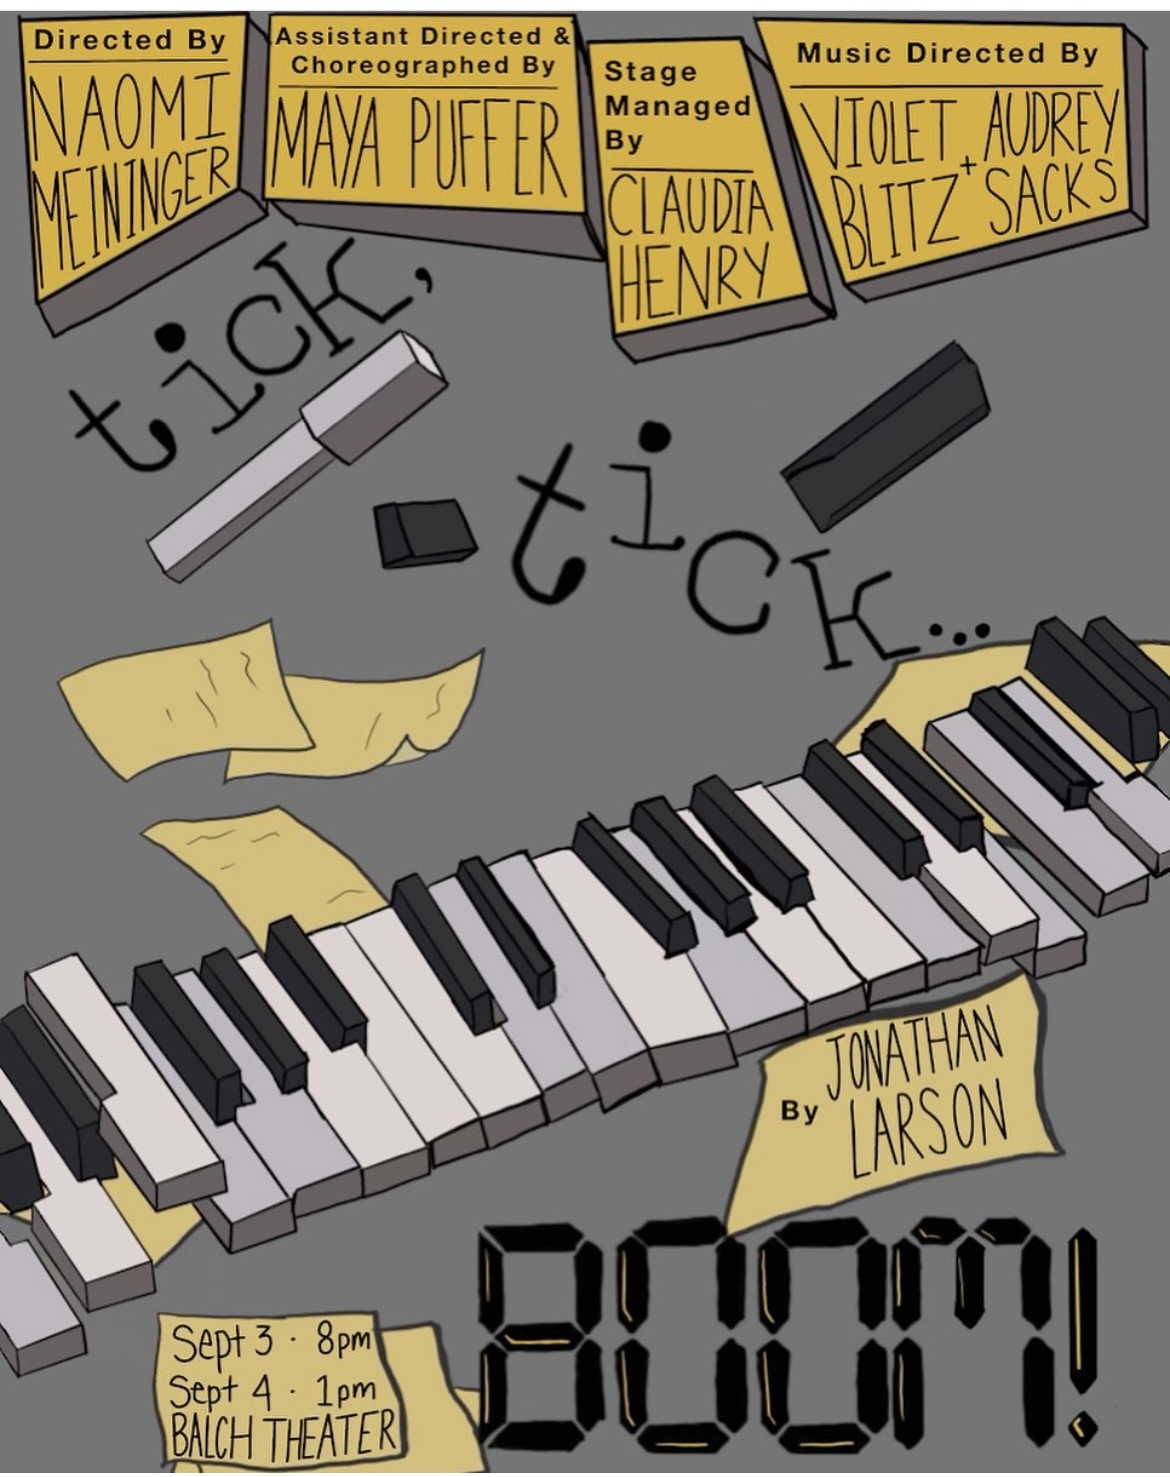 Directed By
NAOMI
MEININGER
Assistant Directed &
Choreographed By
MAYA PUFFER
Stage
Managed
By
CLAUDIA
HENRY
Music Directed By
VIOLET + AUDREY
BLITZ SACKS
tick,
tick...
By JONATHAN
LARSON
BOOM!
Sept 3 · 8pm
Sept 4 · 1pm
BALCH THEATER